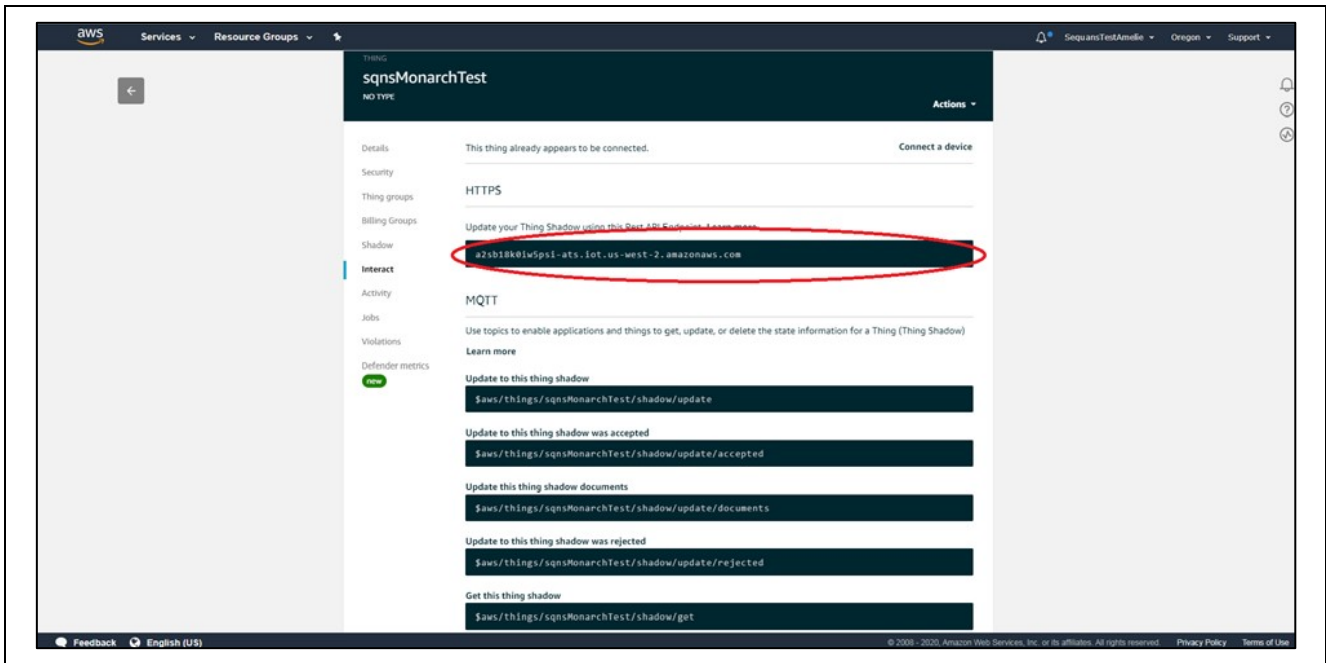 aws Services Resource Groups SequansTestAmelie Oregon Support
THING
sqnsMonarchTest
NO TYPE
Actions
Details
Security
Thing groups
Billing Groups
Shadow
Interact
Activity
Jobs
Violations
Defender metrics
new
This thing already appears to be connected. Connect a device
HTTPS
Update your Thing Shadow using this Rest API Endpoint. Learn more
a2sb18k0iw5psi-ats.iot.us-west-2.amazonaws.com
MQTT
Use topics to enable applications and things to get, update, or delete the state information for a Thing (Thing Shadow)
Learn more
Update to this thing shadow
$aws/things/sqnsMonarchTest/shadow/update
Update to this thing shadow was accepted
$aws/things/sqnsMonarchTest/shadow/update/accepted
Update this thing shadow documents
$aws/things/sqnsMonarchTest/shadow/update/documents
Update to this thing shadow was rejected
$aws/things/sqnsMonarchTest/shadow/update/rejected
Get this thing shadow
$aws/things/sqnsMonarchTest/shadow/get
Feedback English (US) © 2008 - 2020, Amazon Web Services, Inc. or its affiliates. All rights reserved. Privacy Policy Terms of Use